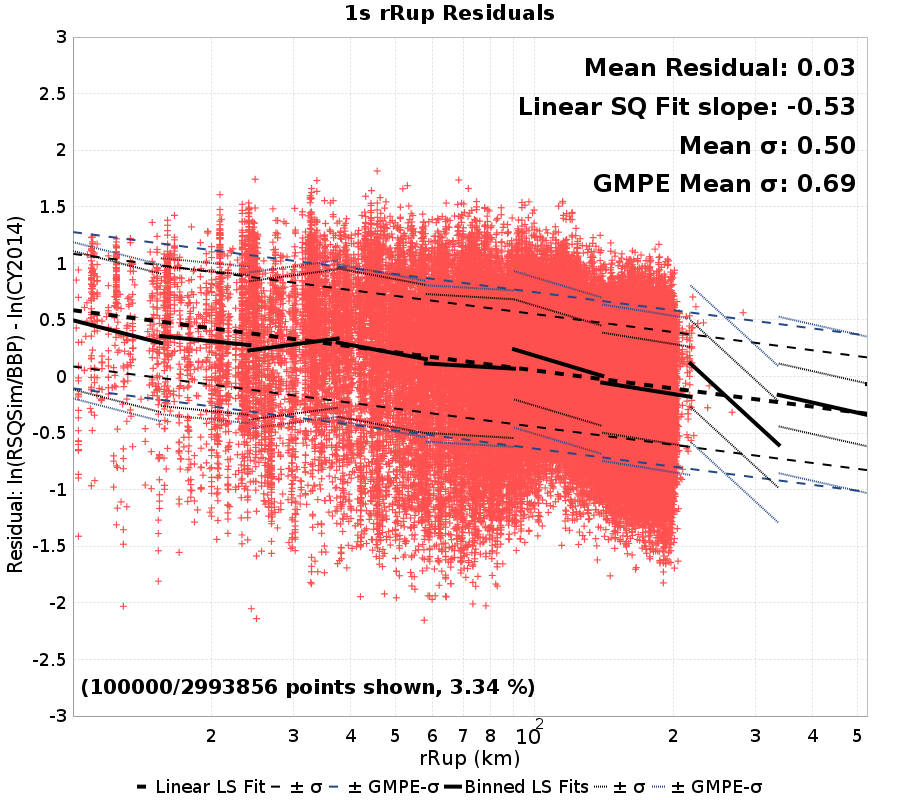 1s rRup Residuals
Mean Residual: 0.03
Linear SQ Fit slope: -0.53
Mean σ: 0.50
GMPE Mean σ: 0.69
Residual: ln(RSQSim/BBP) - ln(CY2014)
3
2.5
2
1.5
1
0.5
0
-0.5
-1
-1.5
-2
-2.5
-3
(100000/2993856 points shown, 3.34 %)
2 3 4 5 6 7 8 10² 2 3 4 5
rRup (km)
Linear LS Fit ± σ ± GMPE-σ Binned LS Fits ± σ ± GMPE-σ